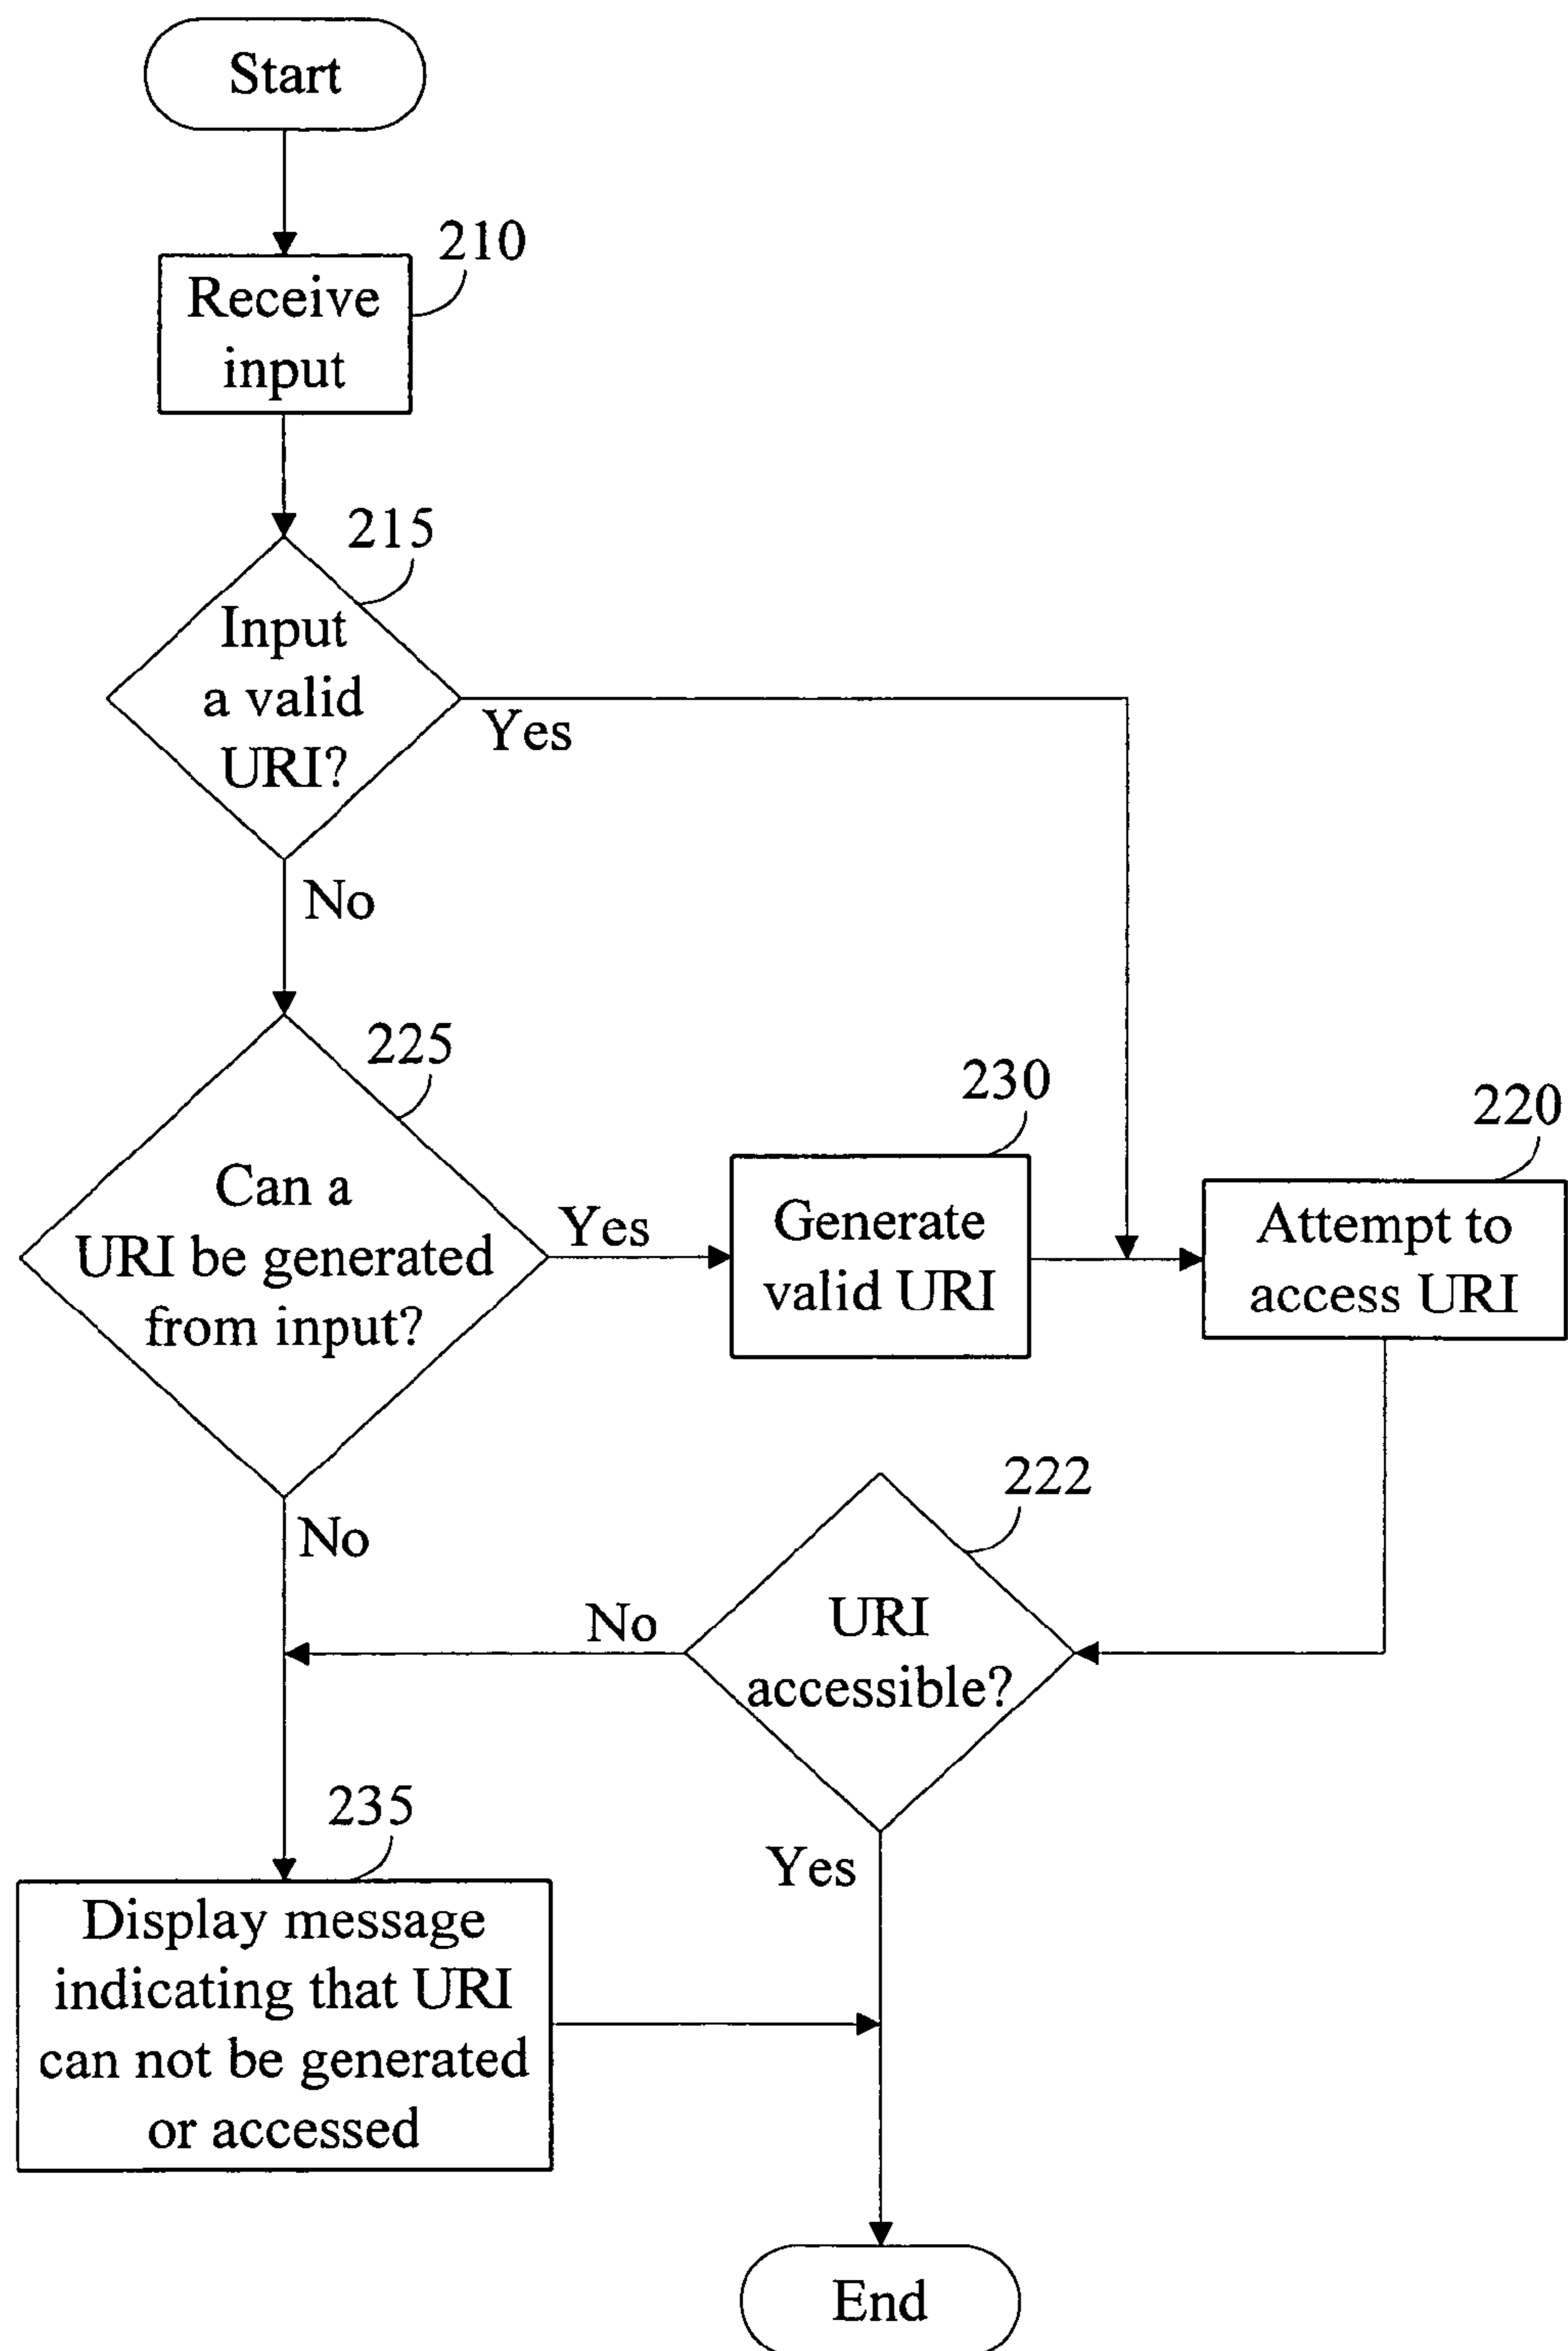 Start
210
Receive
input
215
Input
a valid
URI?
Yes
No
225
Can a
URI be generated
from input?
Yes
230
Generate
valid URI
220
Attempt to
access URI
No
222
URI
accessible?
No
Yes
235
Display message
indicating that URI
can not be generated
or accessed
End